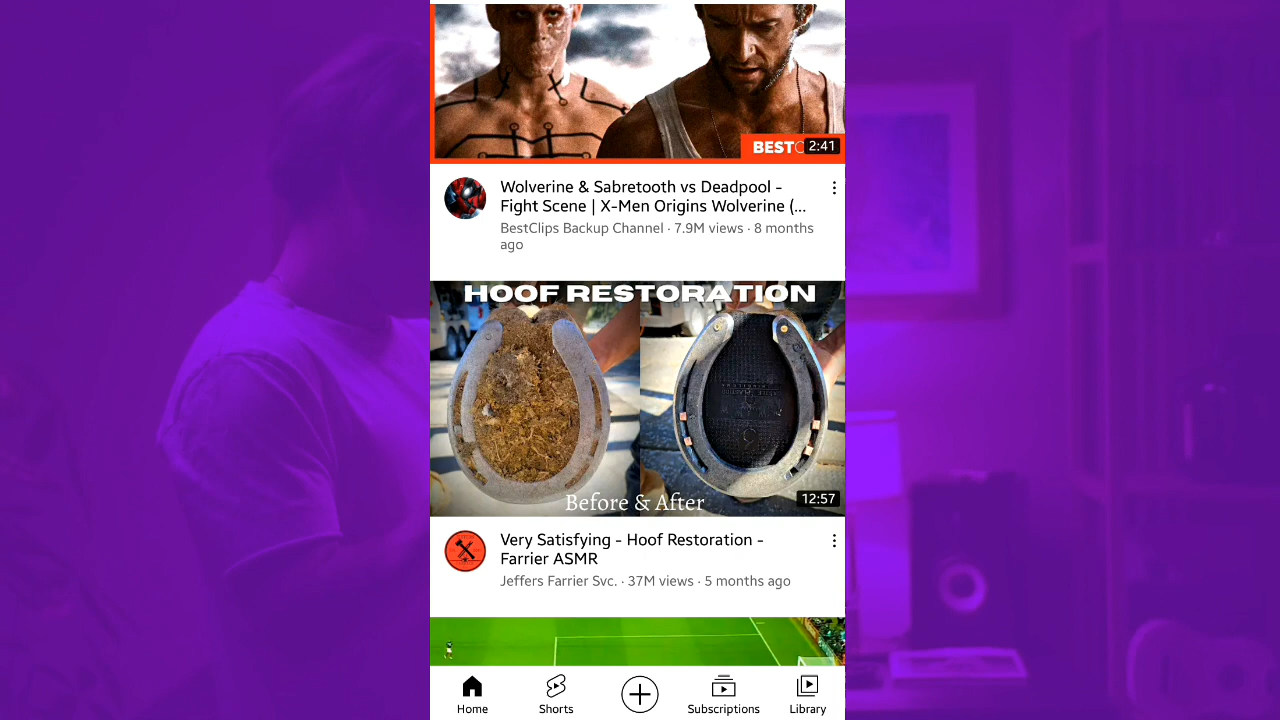 BEST
2:41
Wolverine & Sabretooth vs Deadpool -
Fight Scene | X-Men Origins Wolverine (...
BestClips Backup Channel · 7.9M views · 8 months
ago
HOOF RESTORATION
Before & After
12:57
Very Satisfying - Hoof Restoration -
Farrier ASMR
Jeffers Farrier Svc. · 37M views · 5 months ago
Home
Shorts
Subscriptions
Library